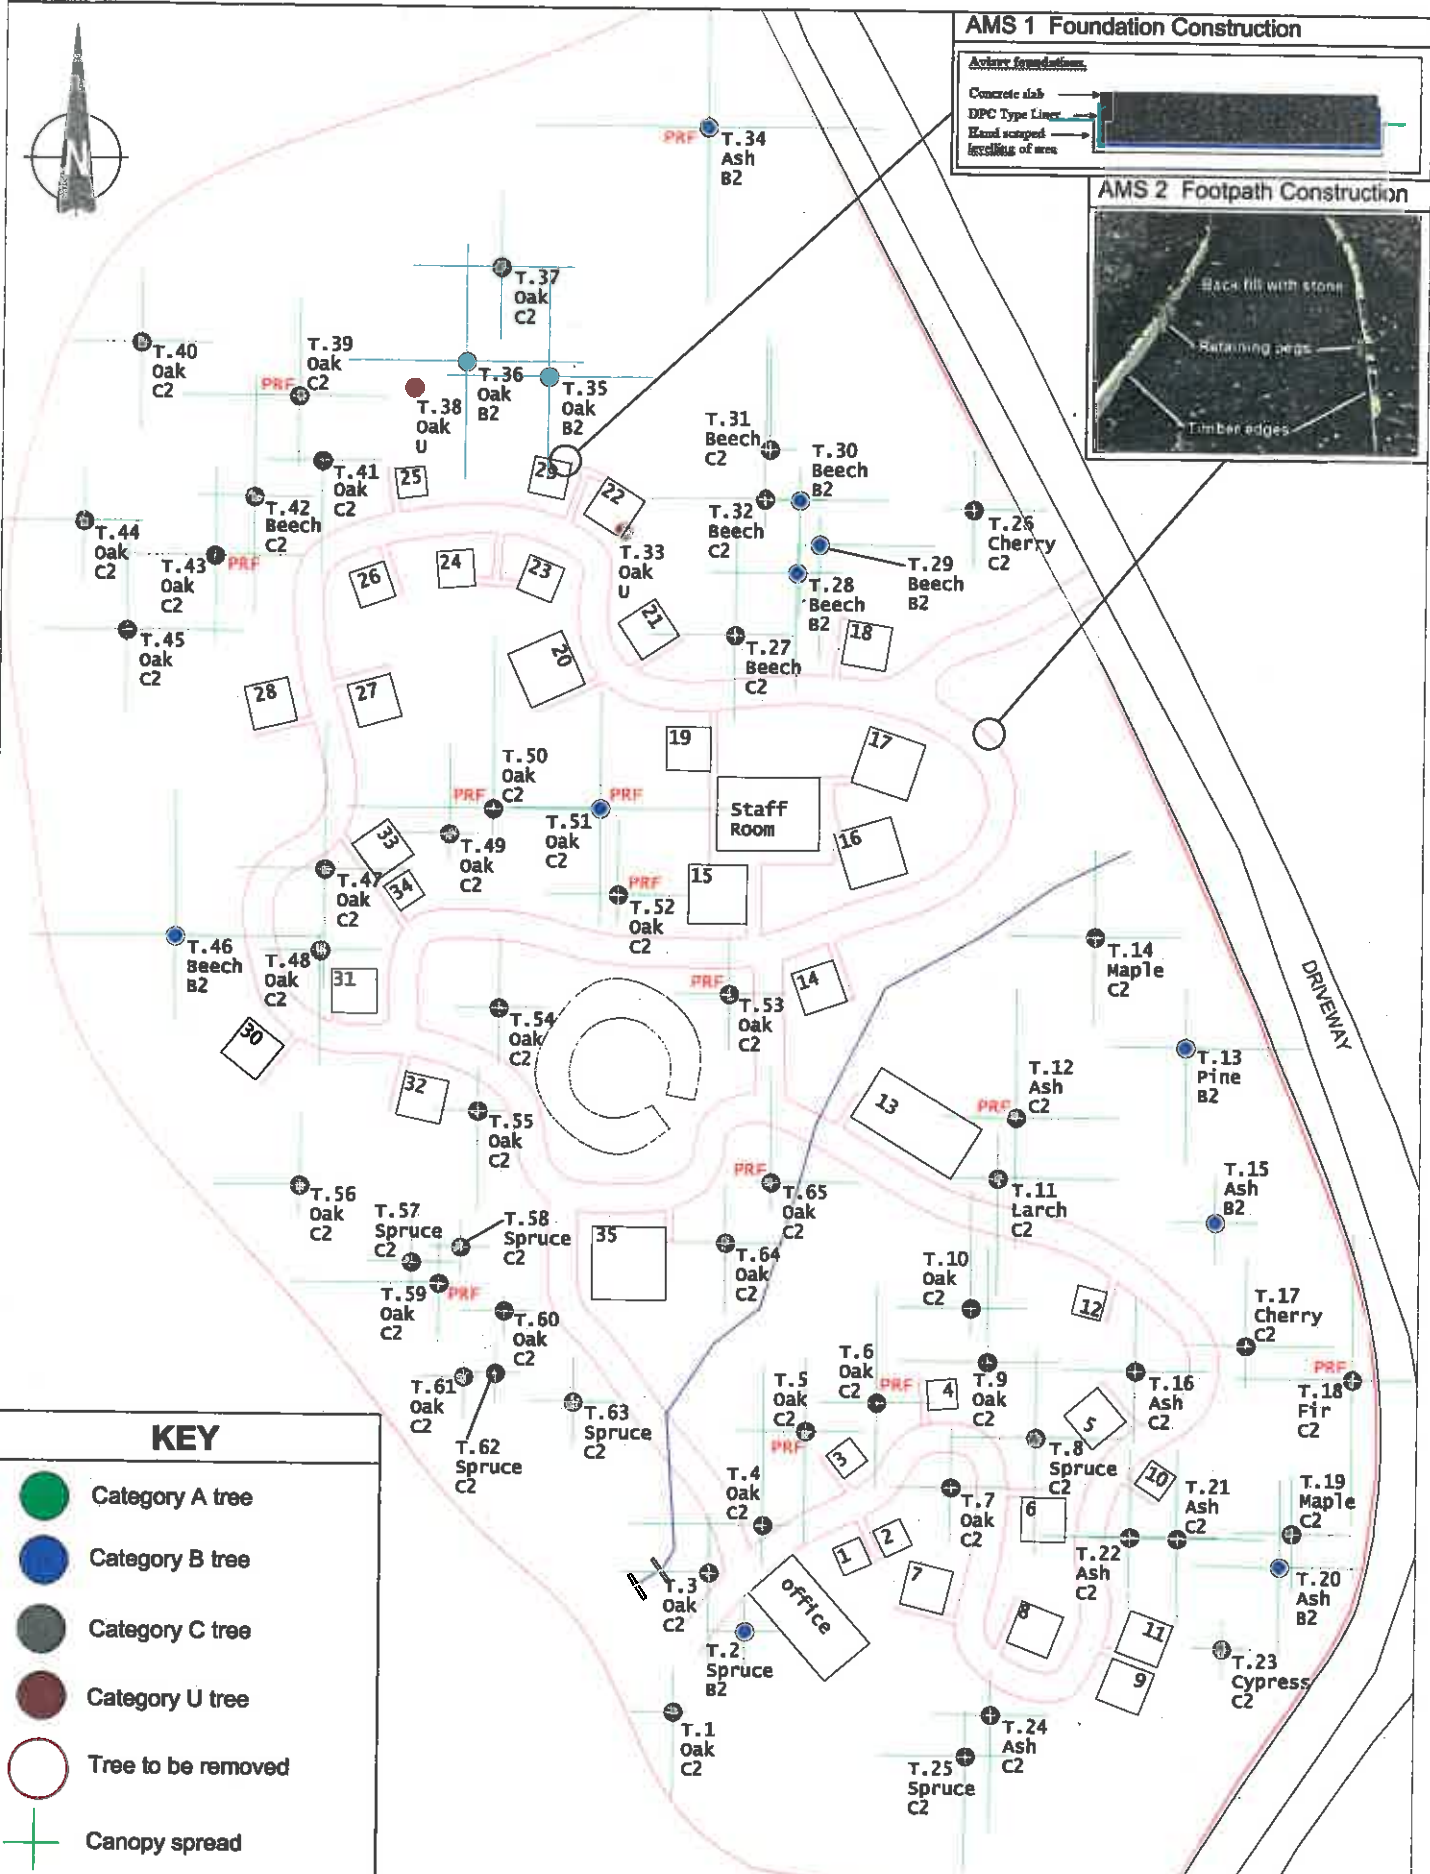 AMS 1 Foundation Construction
Aviary foundations.
Concrete slab
DPC Type Liner
Hand scraped
levelling of area
AMS 2 Footpath Construction
Back fill with stone
Retaining pegs
Timber edges
N
PRF
T.34
Ash
B2
T.37
Oak
C2
T.40
Oak
C2
T.39
Oak
C2
PRF
T.38
Oak
U
T.36
Oak
B2
T.35
Oak
B2
T.31
Beech
C2
T.30
Beech
B2
T.41
Oak
C2
25
29
22
T.42
Beech
C2
T.32
Beech
C2
T.26
Cherry
C2
T.44
Oak
C2
T.43
Oak
C2
PRF
T.33
Oak
U
T.29
Beech
B2
T.28
Beech
B2
26
24
23
21
18
T.45
Oak
C2
T.27
Beech
C2
20
28
27
19
17
T.50
Oak
C2
PRF
PRF
T.51
Oak
C2
Staff
Room
33
T.49
Oak
C2
16
T.47
Oak
C2
34
PRF
T.52
Oak
C2
15
T.46
Beech
B2
T.48
Oak
C2
31
T.14
Maple
C2
DRIVEWAY
PRF
T.53
Oak
C2
14
T.54
Oak
C2
30
T.13
Pine
B2
32
T.12
Ash
C2
PRF
13
T.55
Oak
C2
T.56
Oak
C2
PRF
T.65
Oak
C2
T.11
Larch
C2
T.15
Ash
B2
T.57
Spruce
C2
T.58
Spruce
C2
35
T.64
Oak
C2
T.10
Oak
C2
T.59
Oak
C2
PRF
12
T.17
Cherry
C2
T.60
Oak
C2
T.6
Oak
C2
PRF
T.5
Oak
C2
PRF
4
T.9
Oak
C2
T.16
Ash
C2
PRF
T.18
Fir
C2
T.61
Oak
C2
T.63
Spruce
C2
5
T.62
Spruce
C2
3
T.8
Spruce
C2
10
T.4
Oak
C2
T.7
Oak
C2
6
T.21
Ash
C2
T.19
Maple
C2
1
2
T.22
Ash
C2
T.20
Ash
B2
T.3
Oak
C2
office
7
8
11
T.2
Spruce
B2
T.23
Cypress
C2
9
T.1
Oak
C2
T.24
Ash
C2
T.25
Spruce
C2
KEY
Category A tree
Category B tree
Category C tree
Category U tree
Tree to be removed
Canopy spread